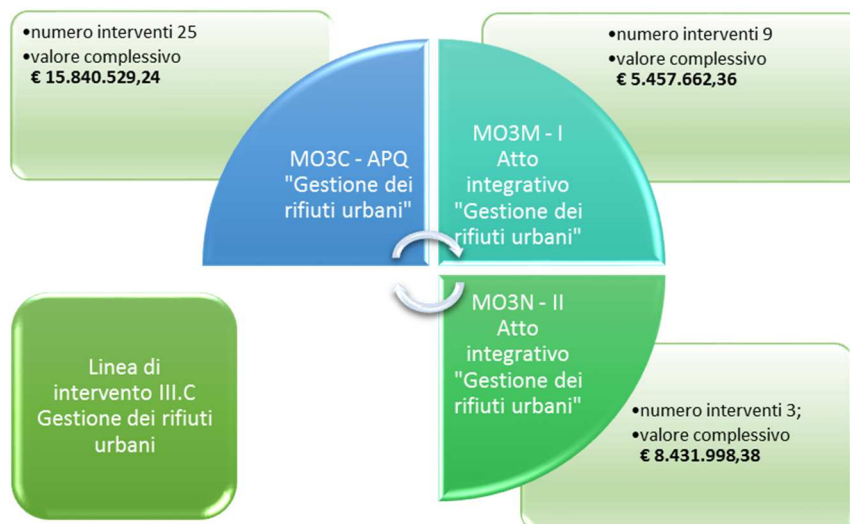 •numero interventi 25
•valore complessivo
€ 15.840.529,24
•numero interventi 9
•valore complessivo
€ 5.457.662,36
MO3C - APQ
"Gestione dei
rifiuti urbani"
MO3M - I
Atto
integrativo
"Gestione dei
rifiuti urbani"
MO3N - II
Atto
integrativo
"Gestione dei
rifiuti urbani"
Linea di
intervento III.C
Gestione dei rifiuti
urbani
•numero interventi 3;
•valore complessivo
€ 8.431.998,38